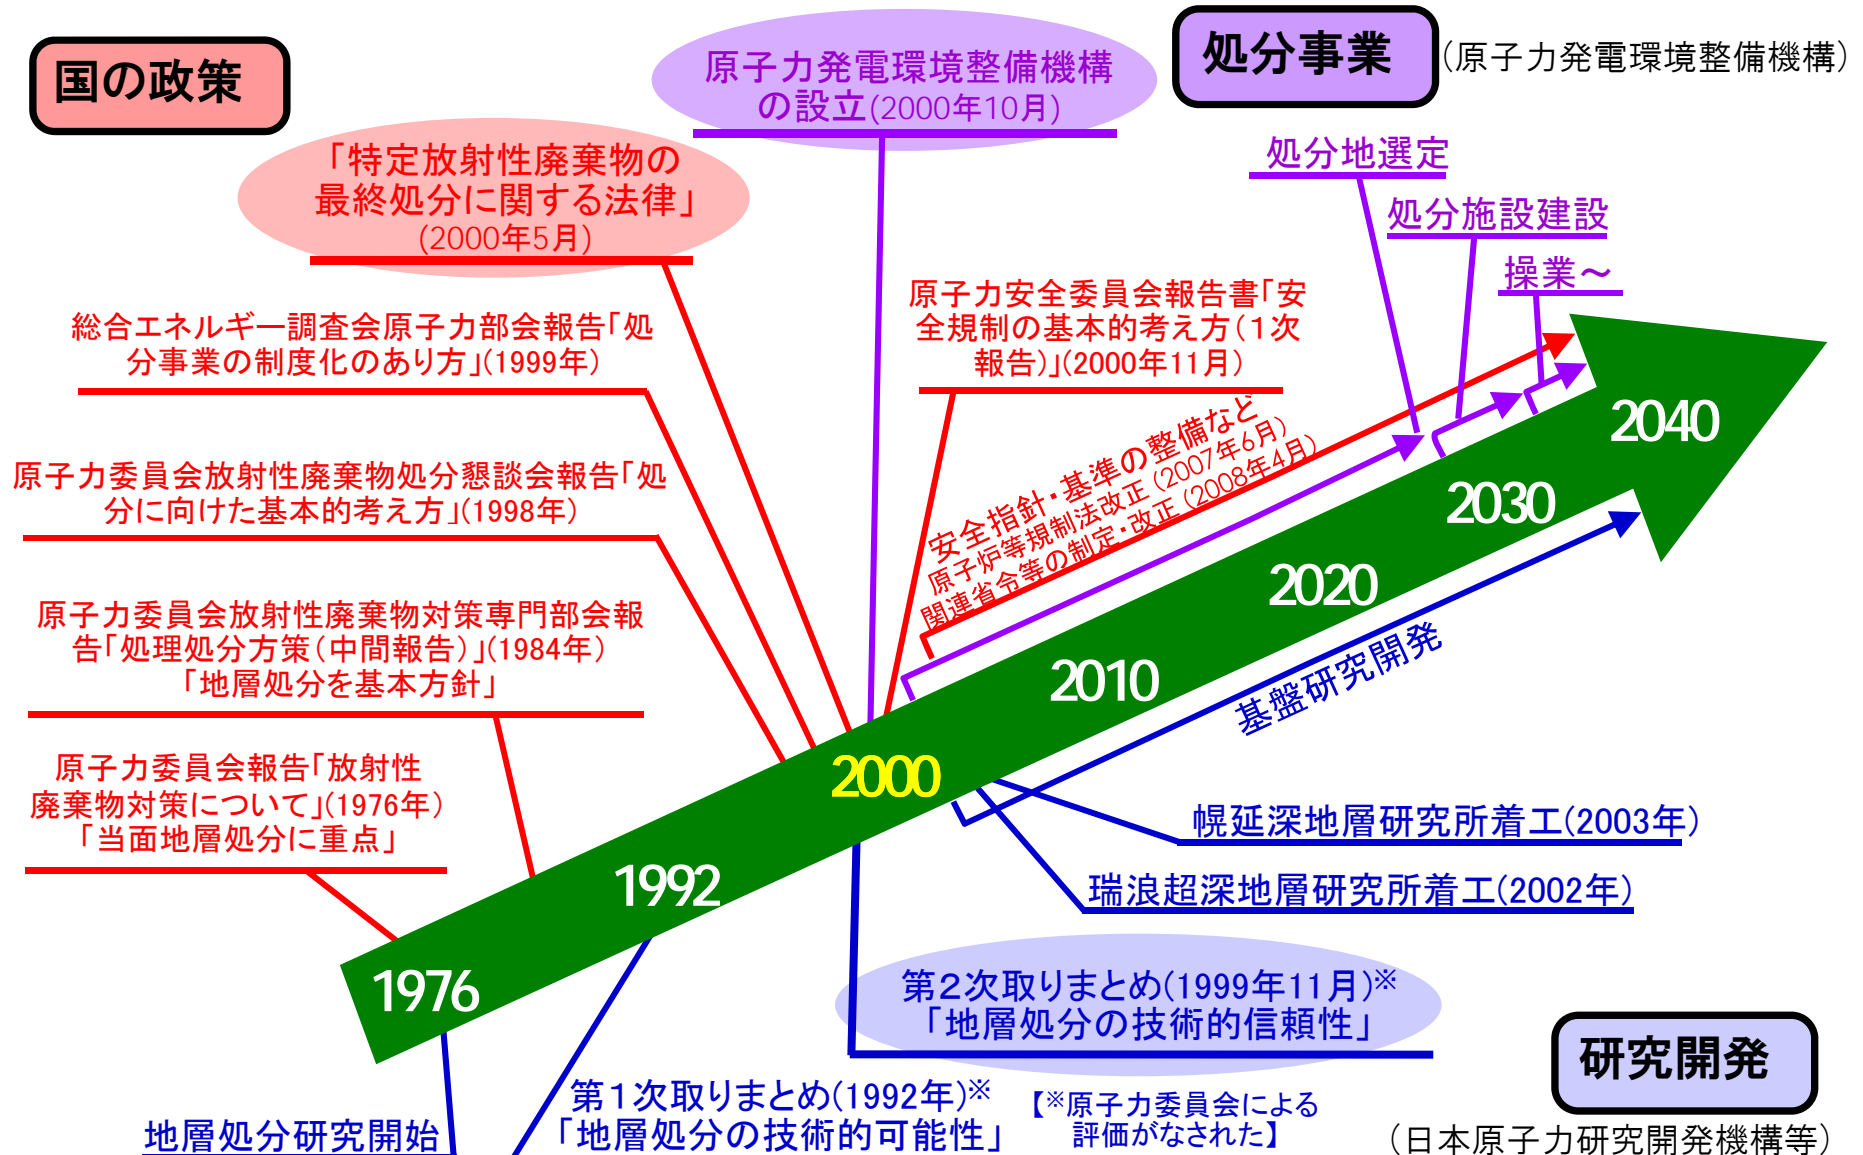 国の政策
原子力発電環境整備機構
の設立(2000年10月)
処分事業
(原子力発電環境整備機構)
「特定放射性廃棄物の
最終処分に関する法律」
(2000年5月)
処分地選定
処分施設建設
操業～
総合エネルギー調査会原子力部会報告「処
分事業の制度化のあり方」(1999年)
原子力安全委員会報告書「安
全規制の基本的考え方(１次
報告)」(2000年11月)
原子力委員会放射性廃棄物処分懇談会報告「処
分に向けた基本的考え方」(1998年)
安全指針・基準の整備など
原子炉等規制法改正(2007年6月)
関連省令等の制定・改正(2008年4月)
原子力委員会放射性廃棄物対策専門部会報
告「処理処分方策(中間報告)」(1984年)
「地層処分を基本方針」
原子力委員会報告「放射性
廃棄物対策について」(1976年)
「当面地層処分に重点」
2040
2030
2020
2010
2000
1992
1976
基盤研究開発
幌延深地層研究所着工(2003年)
瑞浪超深地層研究所着工(2002年)
第２次取りまとめ(1999年11月)※
「地層処分の技術的信頼性」
研究開発
(日本原子力研究開発機構等)
第１次取りまとめ(1992年)※
「地層処分の技術的可能性」
【※原子力委員会による
評価がなされた】
地層処分研究開始